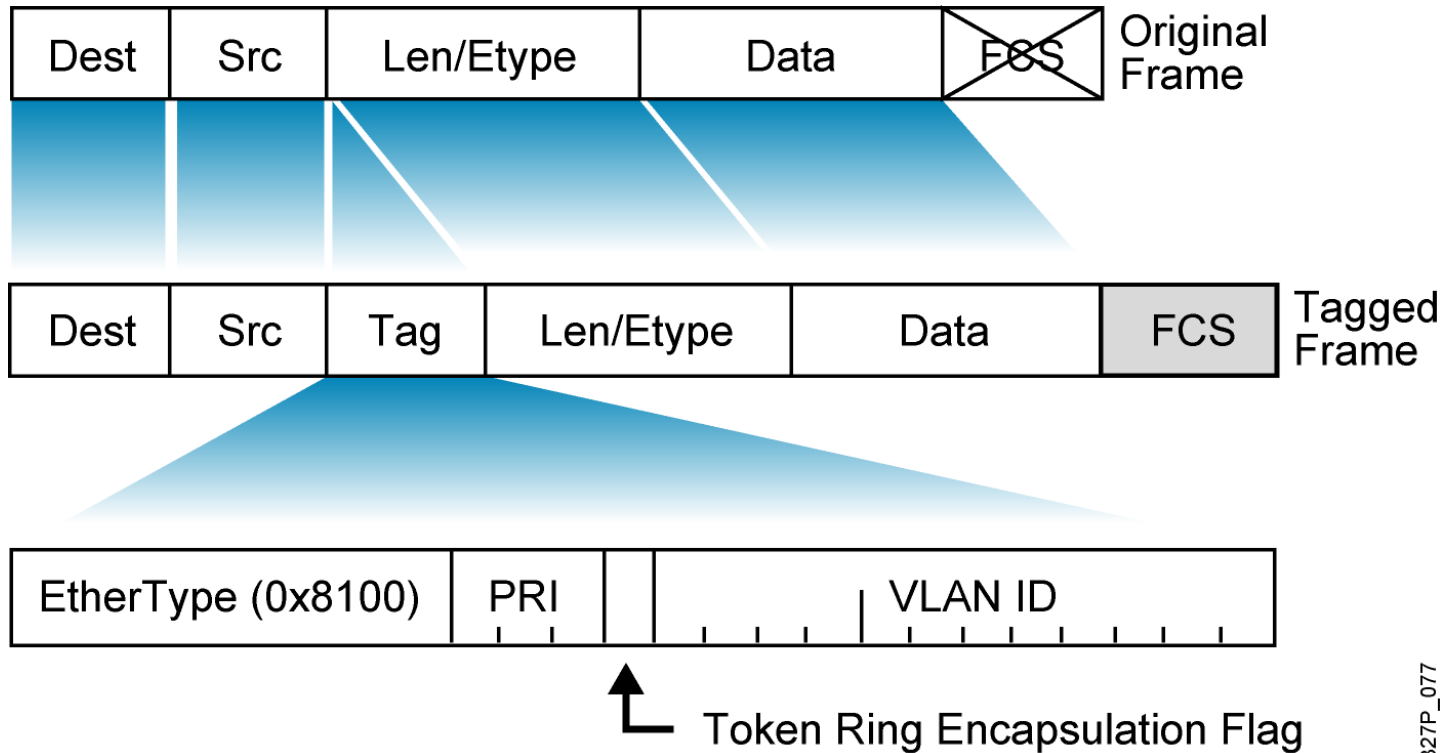 Dest Src Len/Etype Data FCS Original
Frame
Dest Src Tag Len/Etype Data FCS Tagged
Frame
EtherType (0x8100) PRI VLAN ID
Token Ring Encapsulation Flag
327P_077